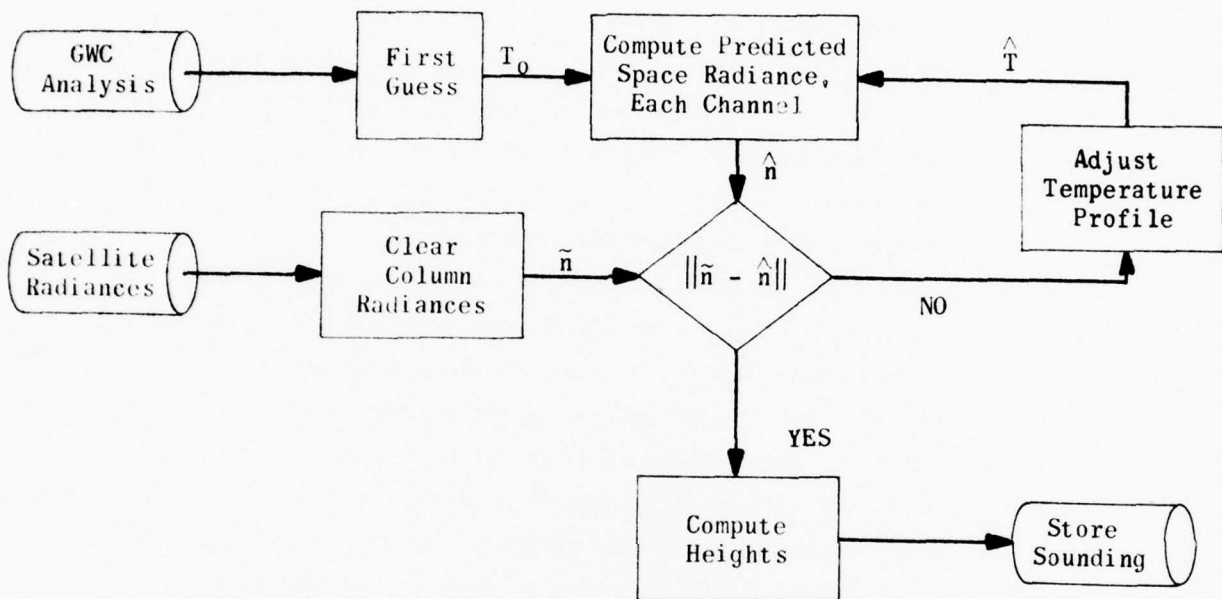 GWC
Analysis
First
Guess
T₀
Compute Predicted
Space Radiance,
Each Channel
T̂
n̂
Adjust
Temperature
Profile
Satellite
Radiances
Clear
Column
Radiances
ñ
||ñ - n̂||
NO
YES
Compute
Heights
Store
Sounding